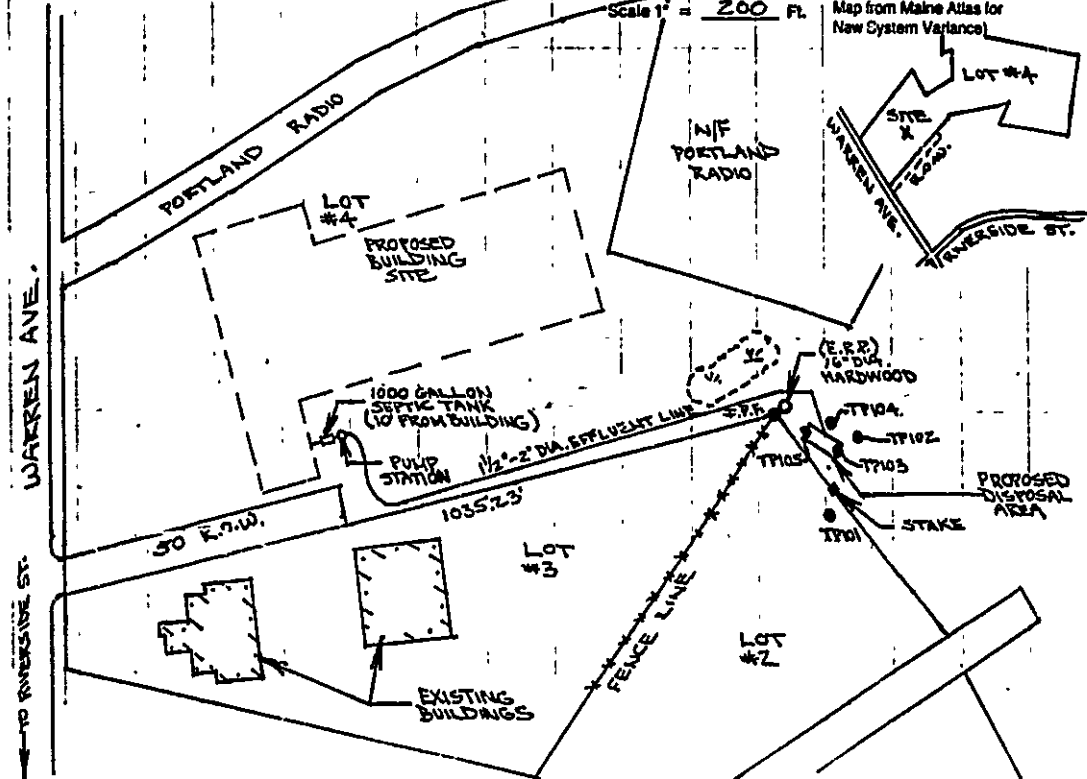 Scale 1" = 200 Ft.
Map from Maine Atlas for
New System Variance)
LOT #4
SITE
X
WARREN AVE.
R.O.W.
RIVERSIDE ST.
N/F
PORTLAND
RADIO
PORTLAND RADIO
LOT
#4
PROPOSED
BUILDING
SITE
WARREN AVE.
1000 GALLON
SEPTIC TANK
(10' FROM BUILDING)
PUMP
STATION
1½"-2" DIA. EFFLUENT LINE
(E.R.P.)
16" DIA.
HARDWOOD
TP104
TP102
TP103
TP105
PROPOSED
DISPOSAL
AREA
STAKE
TP101
1035.23'
50' R.O.W.
LOT
#3
FENCE LINE
LOT
#2
EXISTING
BUILDINGS
TO RIVERSIDE ST.